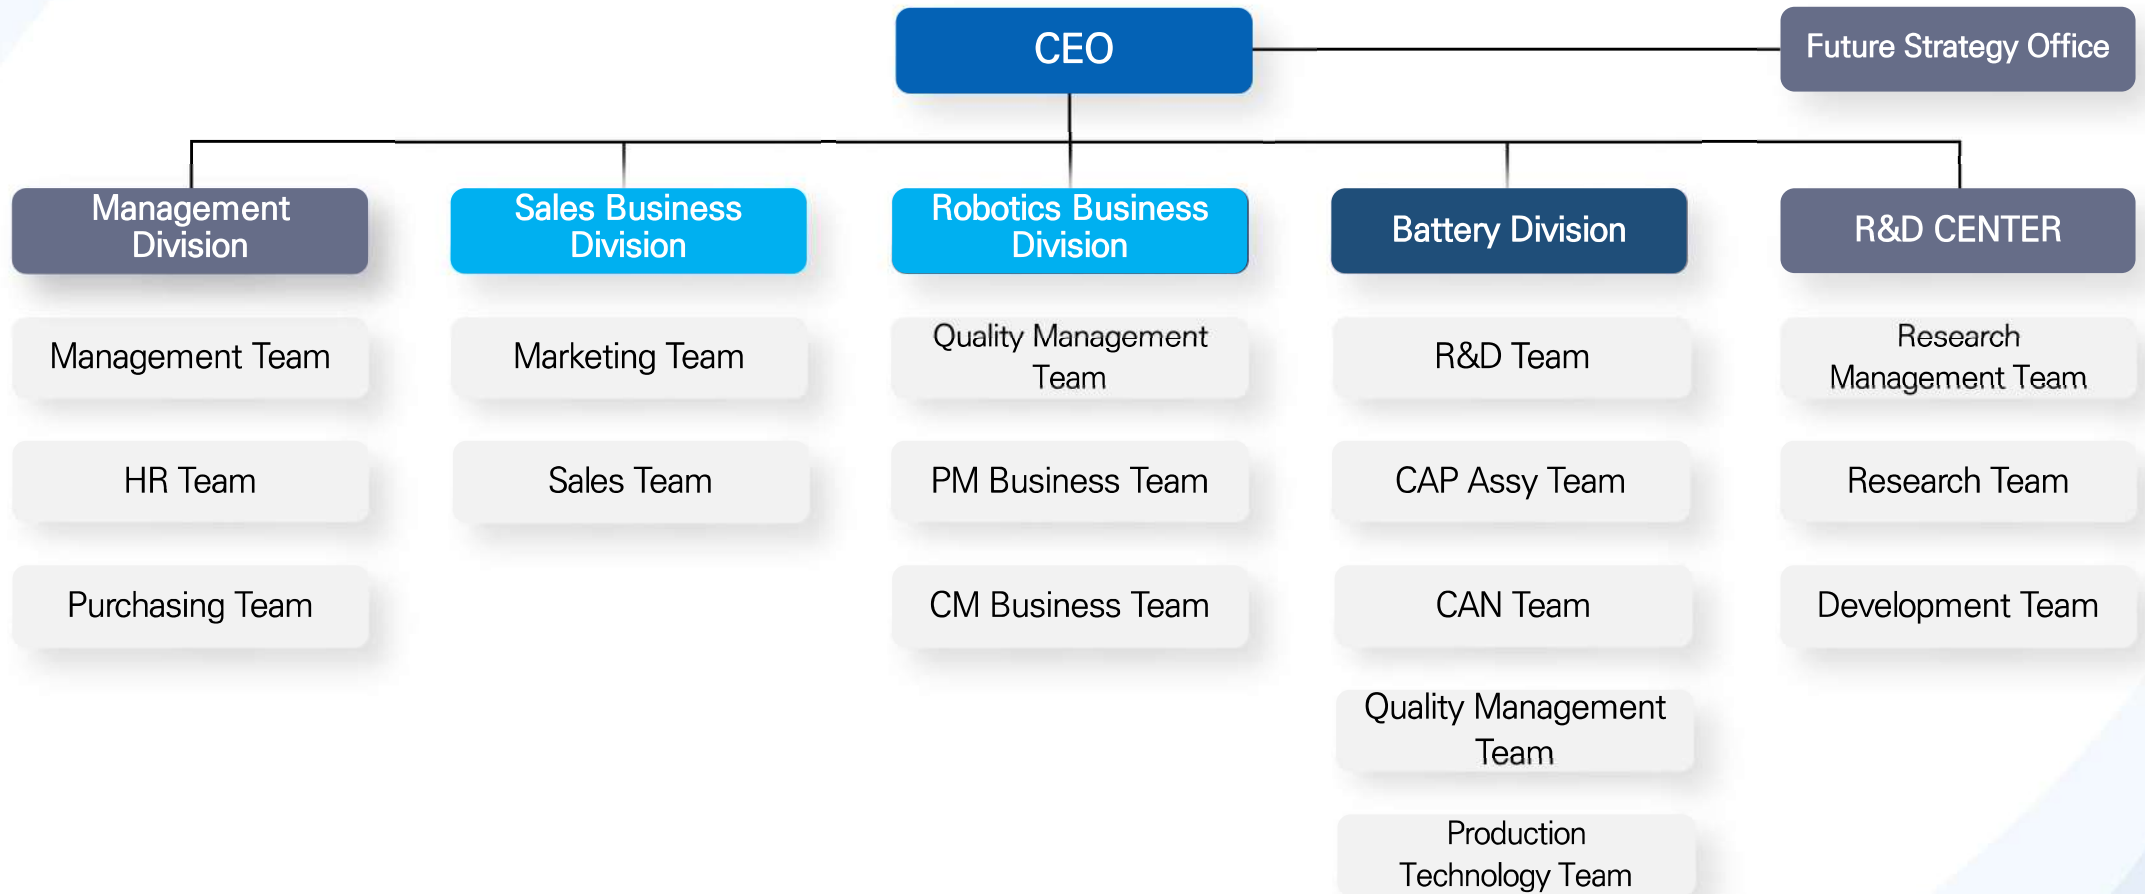 CEO
Future Strategy Office
Management
Division
Sales Business
Division
Robotics Business
Division
Battery Division
R&D CENTER
Management Team
Marketing Team
Quality Management
Team
R&D Team
Research
Management Team
HR Team
Sales Team
PM Business Team
CAP Assy Team
Research Team
Purchasing Team
CM Business Team
CAN Team
Development Team
Quality Management
Team
Production
Technology Team